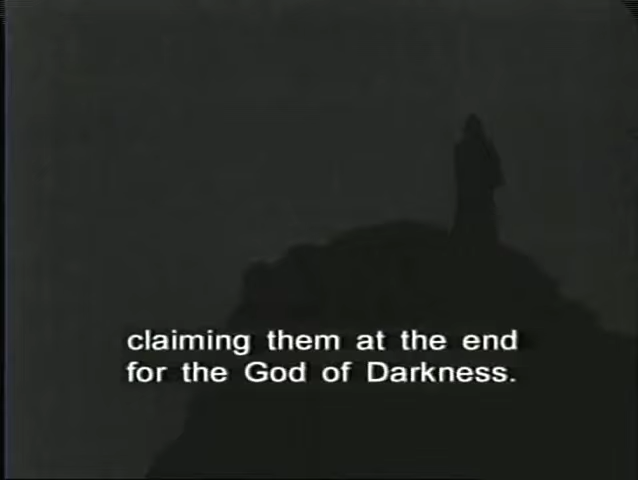 claiming them at the end
for the God of Darkness.